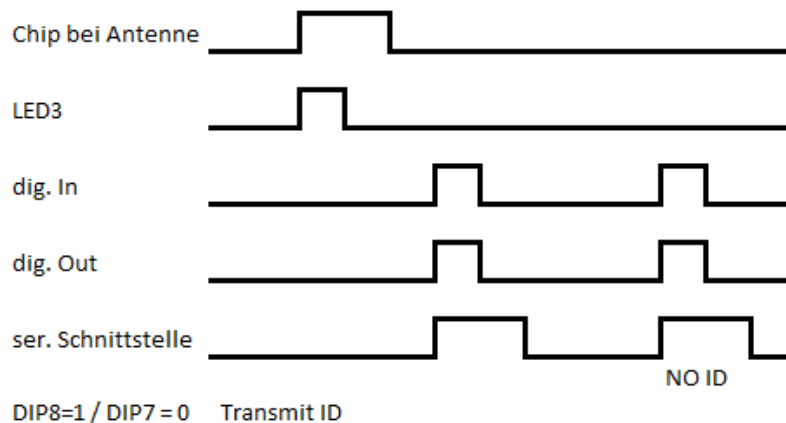 Chip bei Antenne
LED3
dig. In
dig. Out
ser. Schnittstelle
NO ID
DIP8=1 / DIP7 = 0 Transmit ID